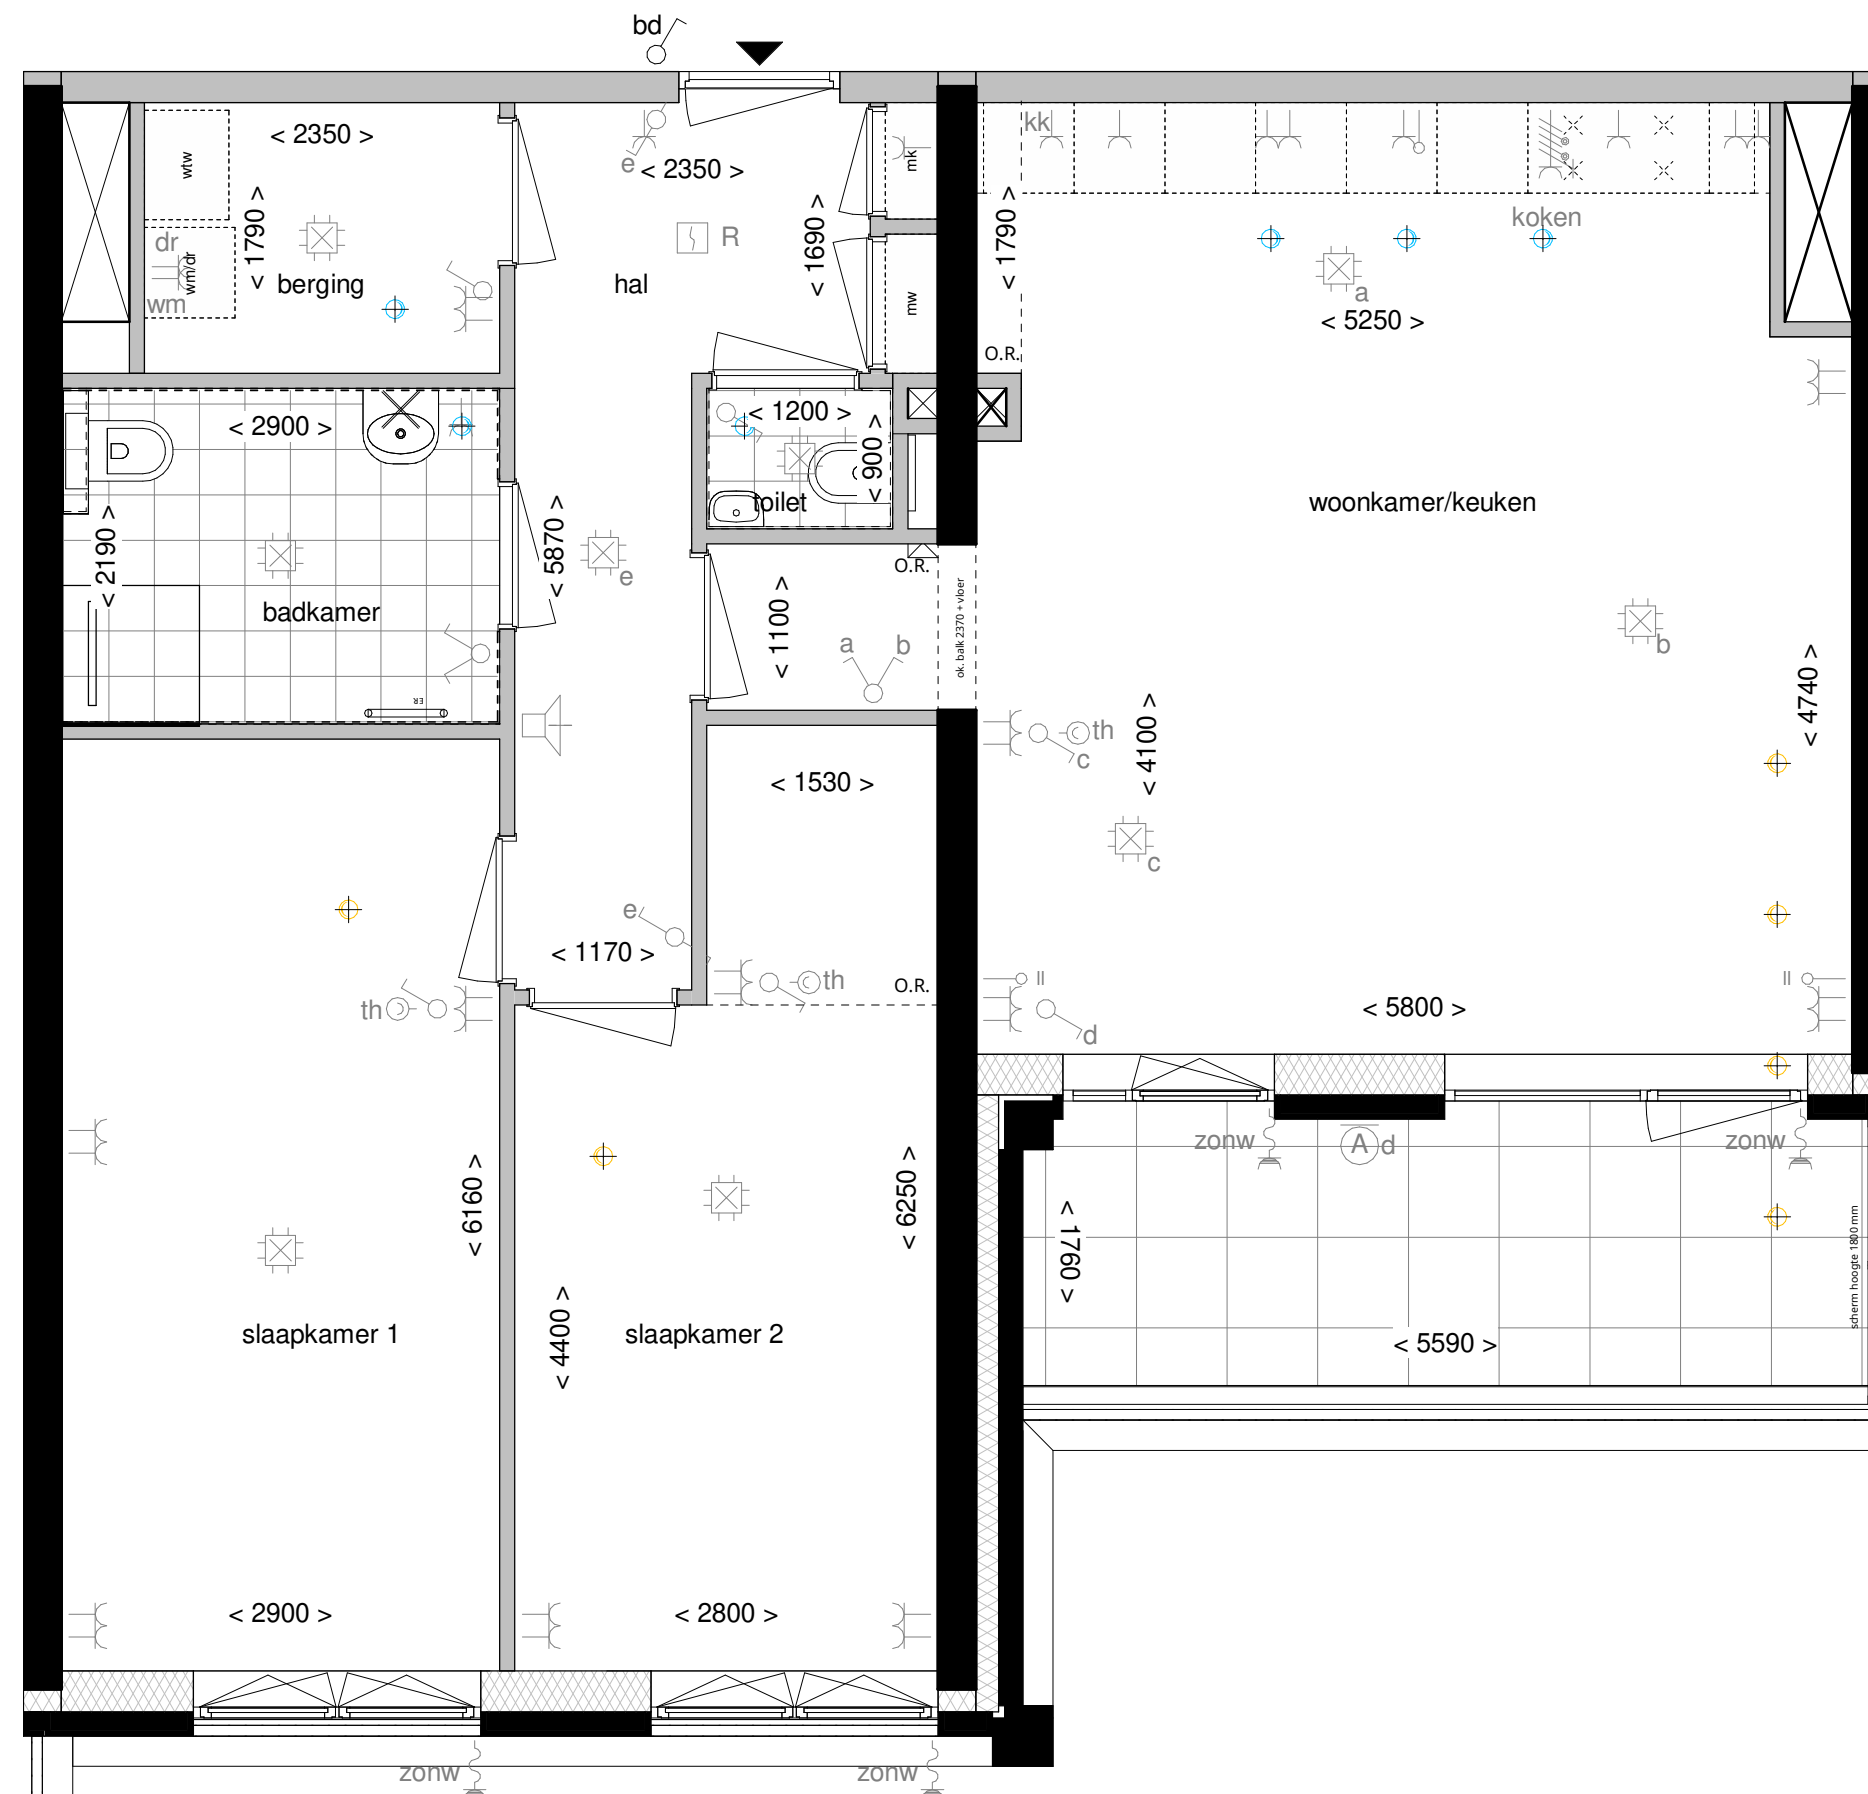 bd
< 2350 >
wtw
e
< 2350 >
mk
kk
< 1790 >
< 1690 >
< 1790 >
koken
dr
R
wm/dr
berging
hal
mw
a
wm
< 5250 >
O.R.
< 2900 >
< 1200 >
< 900 >
toilet
woonkamer/keuken
< 2190 >
< 5870 >
e
O.R.
badkamer
< 1100 >
ok. balk 2370 + vloer
a
b
b
ER
< 4740 >
th
c
< 4100 >
< 1530 >
c
e
< 1170 >
th
O.R.
th
II
II
< 5800 >
d
zonw
A
d
zonw
< 6160 >
< 6250 >
< 1760 >
scherm hoogte 1800 mm
slaapkamer 1
< 4400 >
slaapkamer 2
< 5590 >
< 2900 >
< 2800 >
zonw
zonw